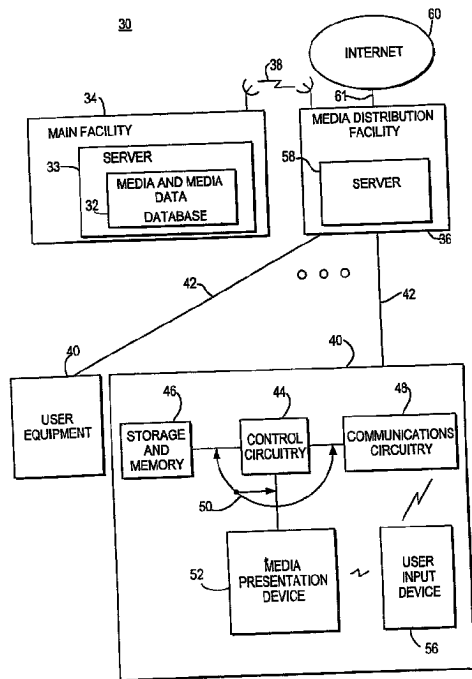 30
60
INTERNET
38
61
34
MAIN FACILITY
33
SERVER
32
MEDIA AND MEDIA
DATA
DATABASE
MEDIA DISTRIBUTION
FACILITY
58
SERVER
36
42
42
40
USER
EQUIPMENT
40
46
STORAGE
AND
MEMORY
44
CONTROL
CIRCUITRY
48
COMMUNICATIONS
CIRCUITRY
50
52
MEDIA
PRESENTATION
DEVICE
USER
INPUT
DEVICE
56